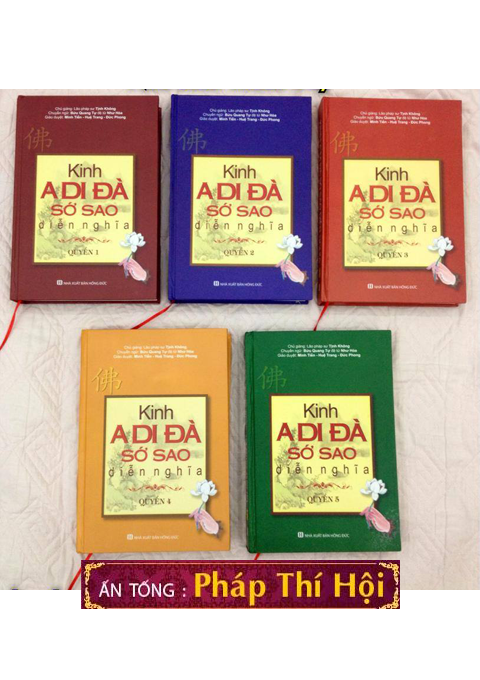 Chủ giảng: Lão pháp sư Tịnh Không
Chuyển ngữ: Bửu Quang Tự đệ tử Như Hòa
Giảo duyệt: Minh Tiến - Huệ Trang - Đức Phong
佛
Kinh
A DI ĐÀ
SỚ SAO
diễn nghĩa
QUYỂN 1
NHÀ XUẤT BẢN HỒNG ĐỨC
Chủ giảng: Lão pháp sư Tịnh Không
Chuyển ngữ: Bửu Quang Tự đệ tử Như Hòa
Giảo duyệt: Minh Tiến - Huệ Trang - Đức Phong
佛
Kinh
A DI ĐÀ
SỚ SAO
diễn nghĩa
QUYỂN 2
NHÀ XUẤT BẢN HỒNG ĐỨC
Chủ giảng: Lão pháp sư Tịnh Không
Chuyển ngữ: Bửu Quang Tự đệ tử Như Hòa
Giảo duyệt: Minh Tiến - Huệ Trang - Đức Phong
佛
Kinh
A DI ĐÀ
SỚ SAO
diễn nghĩa
QUYỂN 3
NHÀ XUẤT BẢN HỒNG ĐỨC
Chủ giảng: Lão pháp sư Tịnh Không
Chuyển ngữ: Bửu Quang Tự đệ tử Như Hòa
Giảo duyệt: Minh Tiến - Huệ Trang - Đức Phong
佛
Kinh
A DI ĐÀ
SỚ SAO
diễn nghĩa
QUYỂN 4
NHÀ XUẤT BẢN HỒNG ĐỨC
Chủ giảng: Lão pháp sư Tịnh Không
Chuyển ngữ: Bửu Quang Tự đệ tử Như Hòa
Giảo duyệt: Minh Tiến - Huệ Trang - Đức Phong
佛
Kinh
A DI ĐÀ
SỚ SAO
diễn nghĩa
QUYỂN 5
NHÀ XUẤT BẢN HỒNG ĐỨC
ẤN TỐNG : Pháp Thí Hội